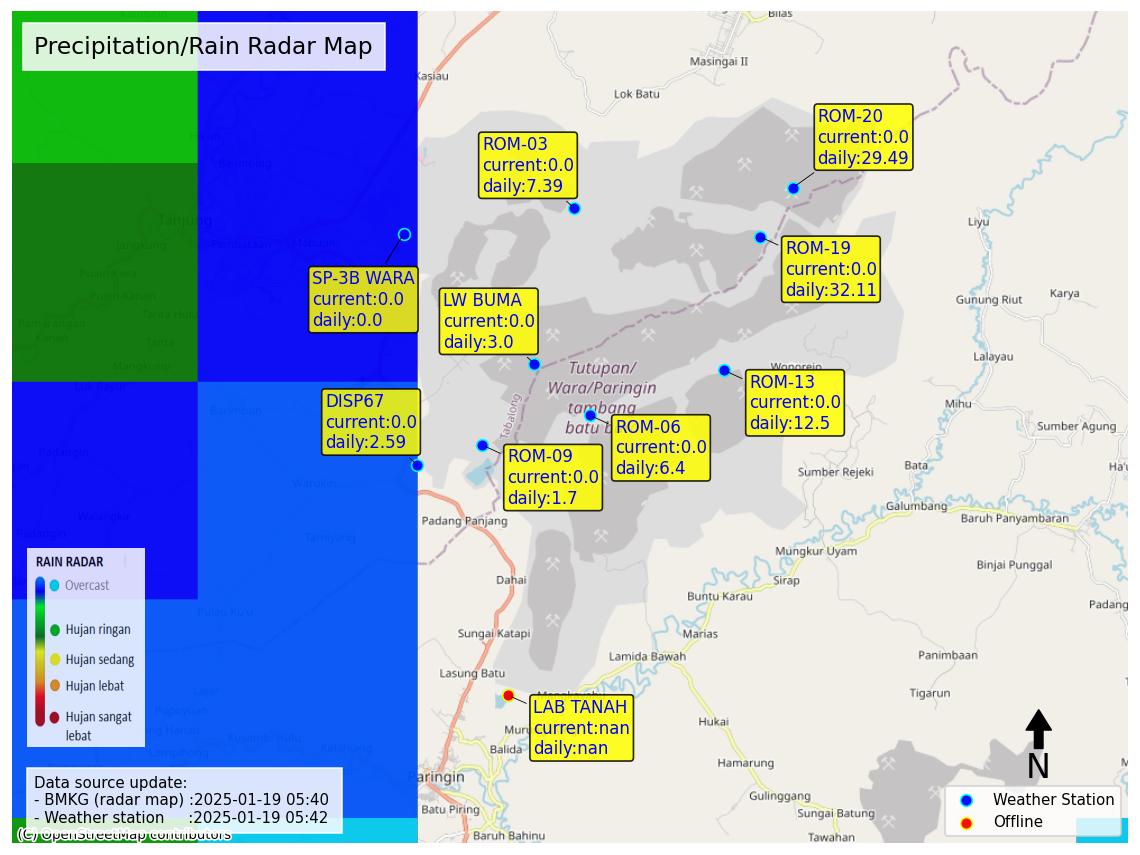 Precipitation/Rain Radar Map
Bilas
Masingai II
Kasiau
Lok Batu
ROM-20
current:0.0
daily:29.49
ROM-03
current:0.0
daily:7.39
Tanjung
Jangkung
Liyu
ROM-19
current:0.0
daily:32.11
SP-3B WARA
current:0.0
daily:0.0
LW BUMA
current:0.0
daily:3.0
Gunung Riut
Karya
Lalayau
Tutupan/
Wara/Paringin
tambang
batu b
Wonorejo
ROM-13
current:0.0
daily:12.5
Mihu
DISP67
current:0.0
daily:2.59
Tabalong
ROM-06
current:0.0
daily:6.4
Sumber Agung
ROM-09
current:0.0
daily:1.7
Sumber Rejeki
Bata
Galumbang
Baruh Panyambaran
Padang Panjang
Warukin
Tamiyang
Mungkur Uyam
Binjai Punggal
Dahai
Sirap
Buntu Karau
Padang
RAIN RADAR
Overcast
Hujan ringan
Hujan sedang
Hujan lebat
Hujan sangat
lebat
Sungai Katapi
Marias
Lamida Bawah
Panimbaan
Lasung Batu
Tigarun
LAB TANAH
current:nan
daily:nan
Hukai
Balida
Hamarung
N
Paringin
Batu Piring
Gulinggang
Sungai Batung
Baruh Bahinu
Tawahan
Data source update:
- BMKG (radar map) :2025-01-19 05:40
- Weather station :2025-01-19 05:42
(C) OpenStreetMap contributors
Weather Station
Offline